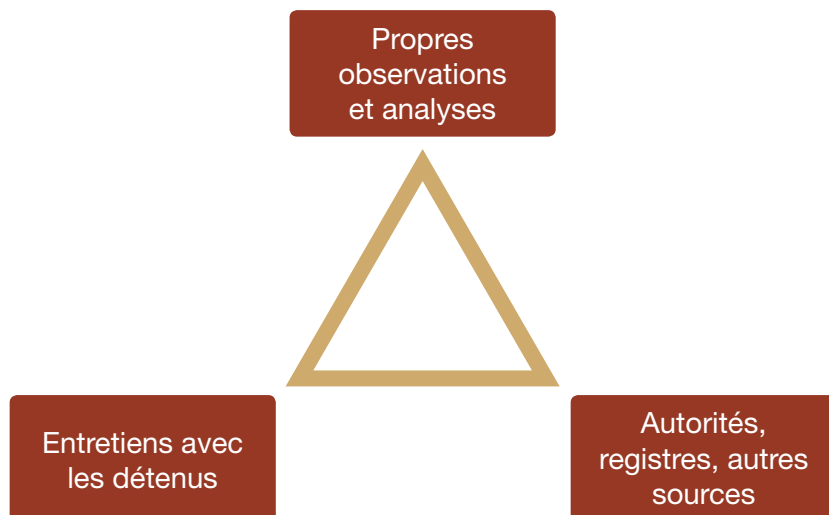 Propres
observations
et analyses
Entretiens avec
les détenus
Autorités,
registres, autres
sources